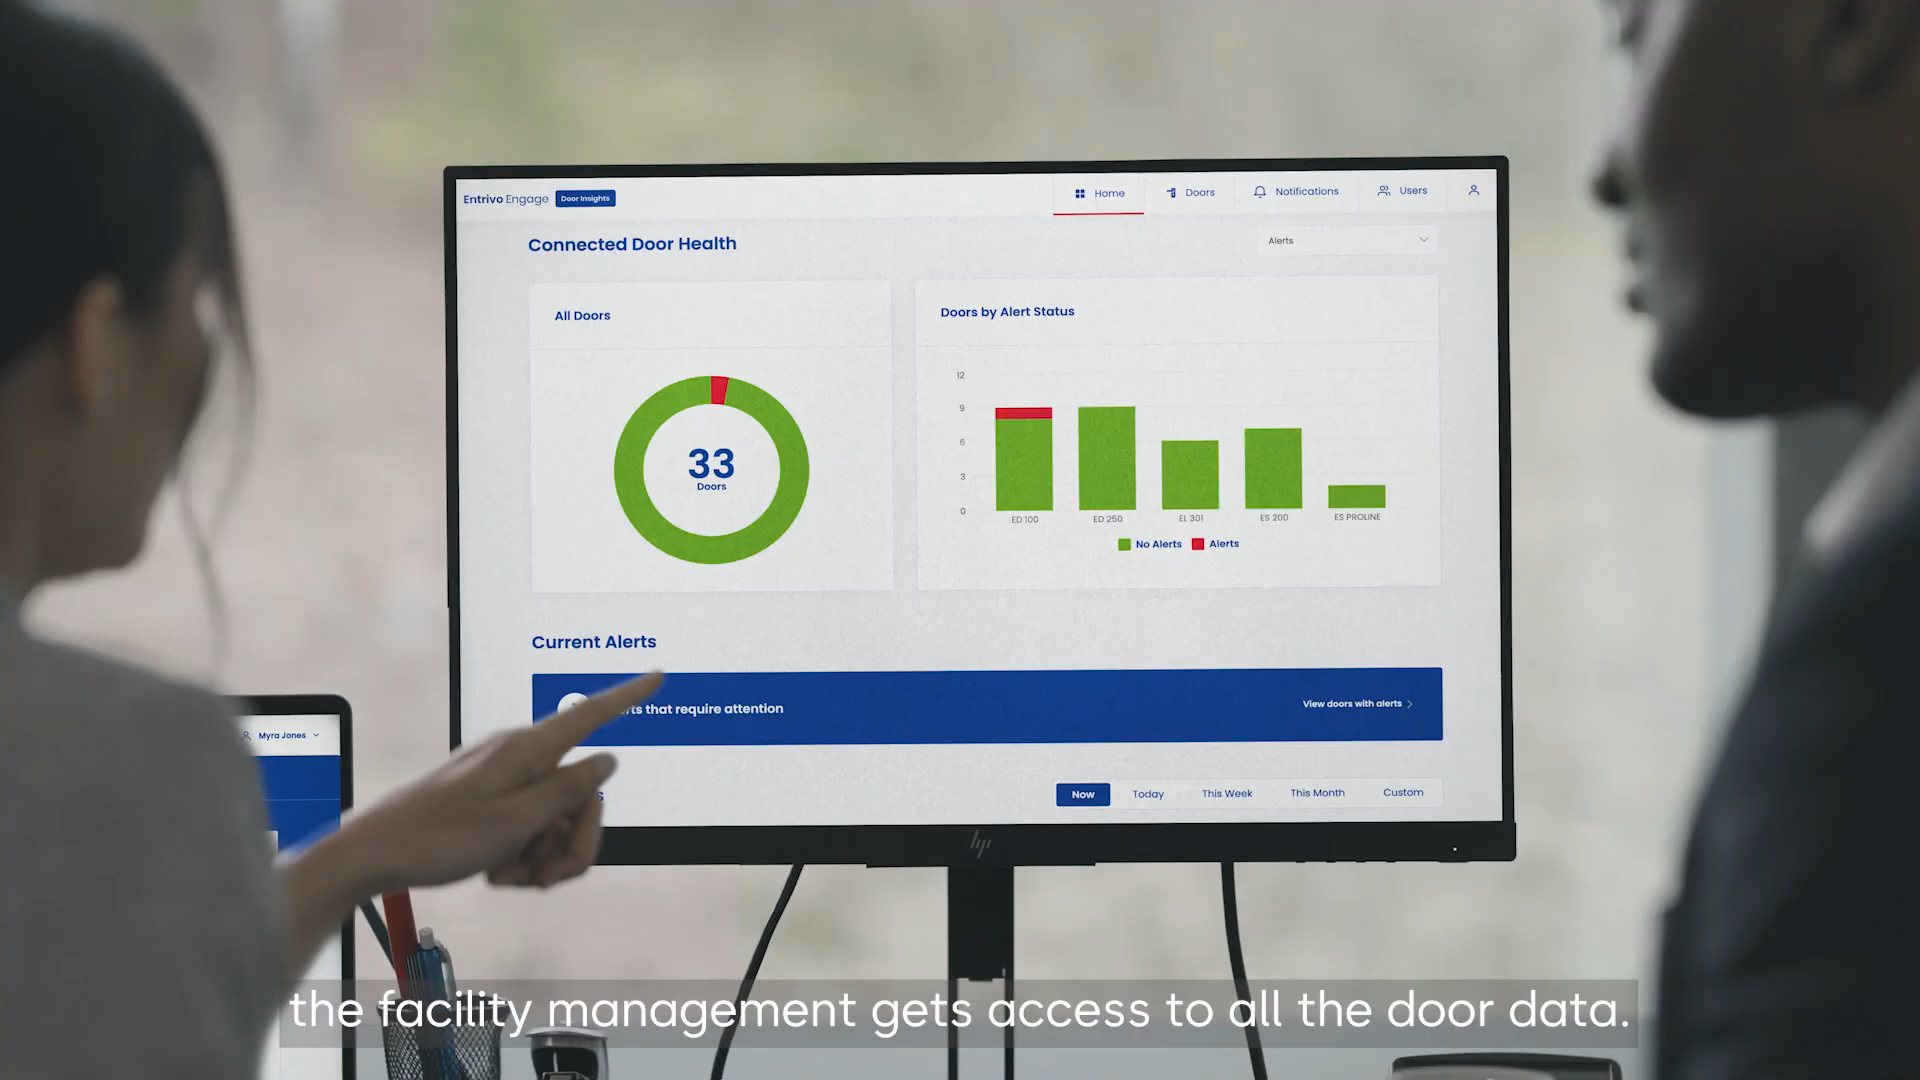 Entrivo Engage Door Insights Home Doors Notifications Users
Connected Door Health Alerts
All Doors
33
Doors
Doors by Alert Status
12
9
6
3
0
ED 100 ED 250 EL 301 ES 200 ES PROLINE
No Alerts Alerts
Current Alerts
that require attention View doors with alerts
Now Today This Week This Month Custom
Myra Jones
hp
the facility management gets access to all the door data.